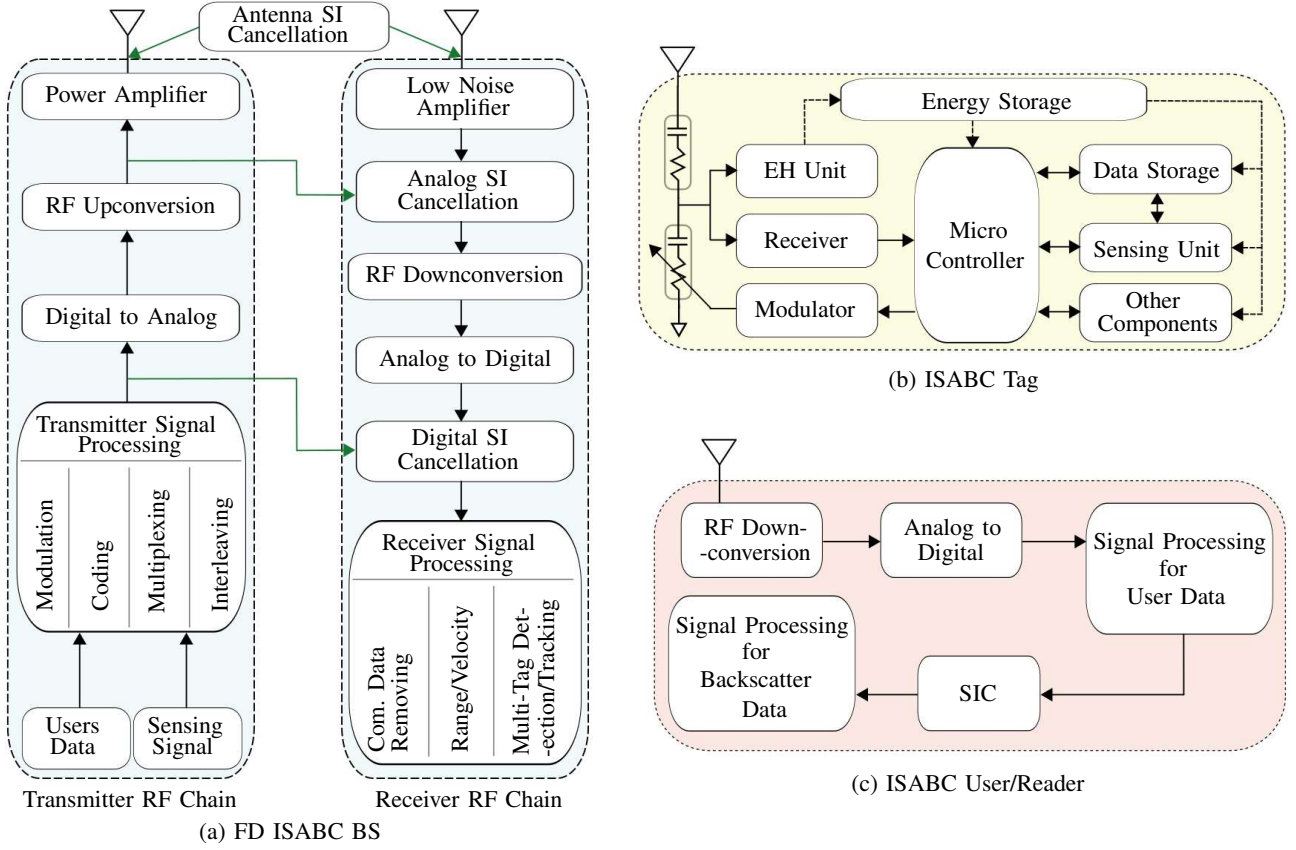 Antenna SI
Cancellation
Power Amplifier
RF Upconversion
Digital to Analog
Transmitter Signal
Processing
Modulation
Coding
Multiplexing
Interleaving
Users
Data
Sensing
Signal
Transmitter RF Chain
Low Noise
Amplifier
Analog SI
Cancellation
RF Downconversion
Analog to Digital
Digital SI
Cancellation
Receiver Signal
Processing
Com. Data
Removing
Range/Velocity
Multi-Tag Det-
-ection/Tracking
Receiver RF Chain
(a) FD ISABC BS
Energy Storage
EH Unit
Receiver
Modulator
Micro
Controller
Data Storage
Sensing Unit
Other
Components
(b) ISABC Tag
RF Down-
-conversion
Analog to
Digital
Signal Processing
for
User Data
SIC
Signal Processing
for
Backscatter
Data
(c) ISABC User/Reader